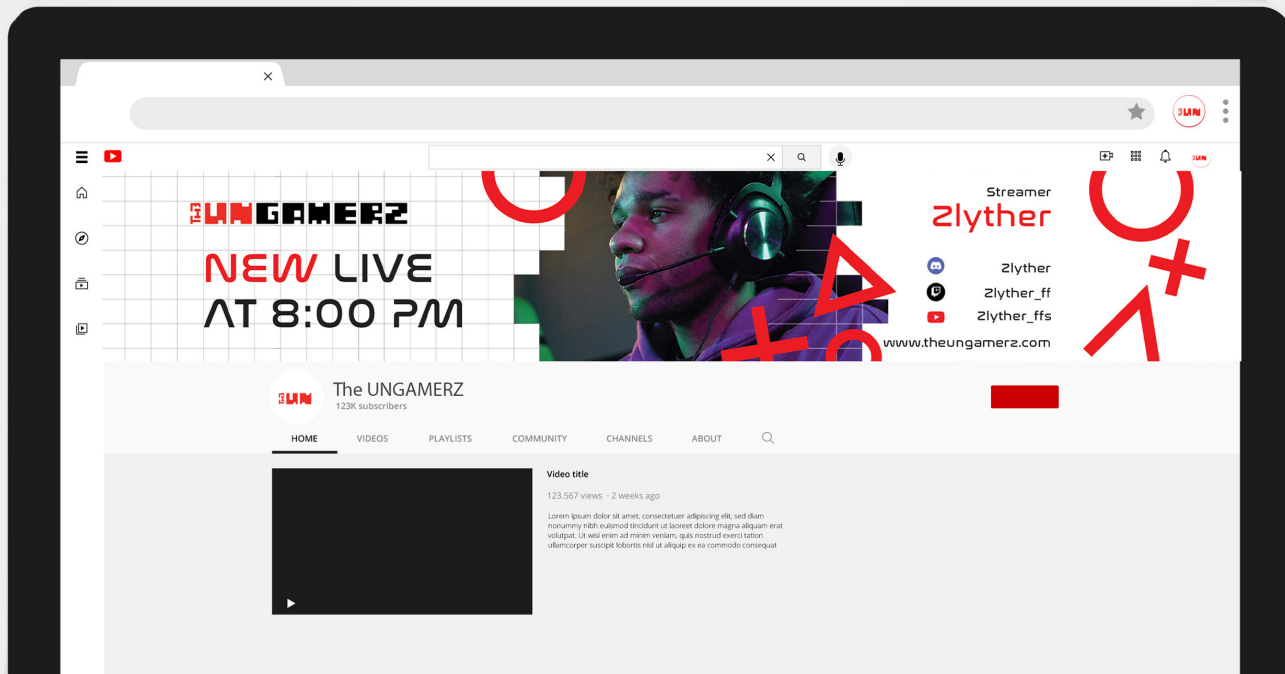 THE UNGAMERZ
NEW LIVE
AT 8:00 PM
Streamer
Zlyther
Zlyther
Zlyther_ff
Zlyther_ffs
www.theungamerz.com
THE UN
The UNGAMERZ
123K subscribers
HOME VIDEOS PLAYLISTS COMMUNITY CHANNELS ABOUT
Video title
123.567 views · 2 weeks ago
Lorem ipsum dolor sit amet, consectetuer adipiscing elit, sed diam
nonummy nibh euismod tincidunt ut laoreet dolore magna aliquam erat
volutpat. Ut wisi enim ad minim veniam, quis nostrud exerci tation
ullamcorper suscipit lobortis nisl ut aliquip ex ea commodo consequat